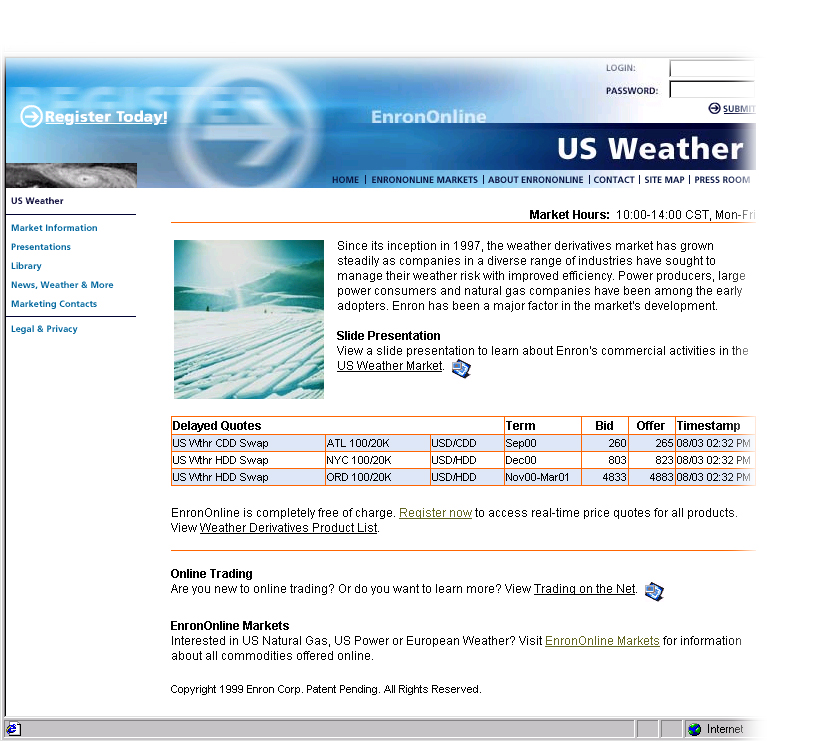 LOGIN:
PASSWORD:
REGISTER
Register Today!
SUBMIT
EnronOnline
US Weather
HOME | ENRONONLINE MARKETS | ABOUT ENRONONLINE | CONTACT | SITE MAP | PRESS ROOM
US Weather
Market Information
Presentations
Library
News, Weather & More
Marketing Contacts
Legal & Privacy
Market Hours: 10:00-14:00 CST, Mon-Fri
Since its inception in 1997, the weather derivatives market has grown
steadily as companies in a diverse range of industries have sought to
manage their weather risk with improved efficiency. Power producers, large
power consumers and natural gas companies have been among the early
adopters. Enron has been a major factor in the market's development.
Slide Presentation
View a slide presentation to learn about Enron's commercial activities in the
US Weather Market.
Delayed Quotes Term Bid Offer Timestamp
US Wthr CDD Swap ATL 100/20K USD/CDD Sep00 260 265 08/03 02:32 PM
US Wthr HDD Swap NYC 100/20K USD/HDD Dec00 803 823 08/03 02:32 PM
US Wthr HDD Swap ORD 100/20K USD/HDD Nov00-Mar01 4833 4883 08/03 02:32 PM
EnronOnline is completely free of charge. Register now to access real-time price quotes for all products.
View Weather Derivatives Product List.
Online Trading
Are you new to online trading? Or do you want to learn more? View Trading on the Net.
EnronOnline Markets
Interested in US Natural Gas, US Power or European Weather? Visit EnronOnline Markets for information
about all commodities offered online.
Copyright 1999 Enron Corp. Patent Pending. All Rights Reserved.
Internet